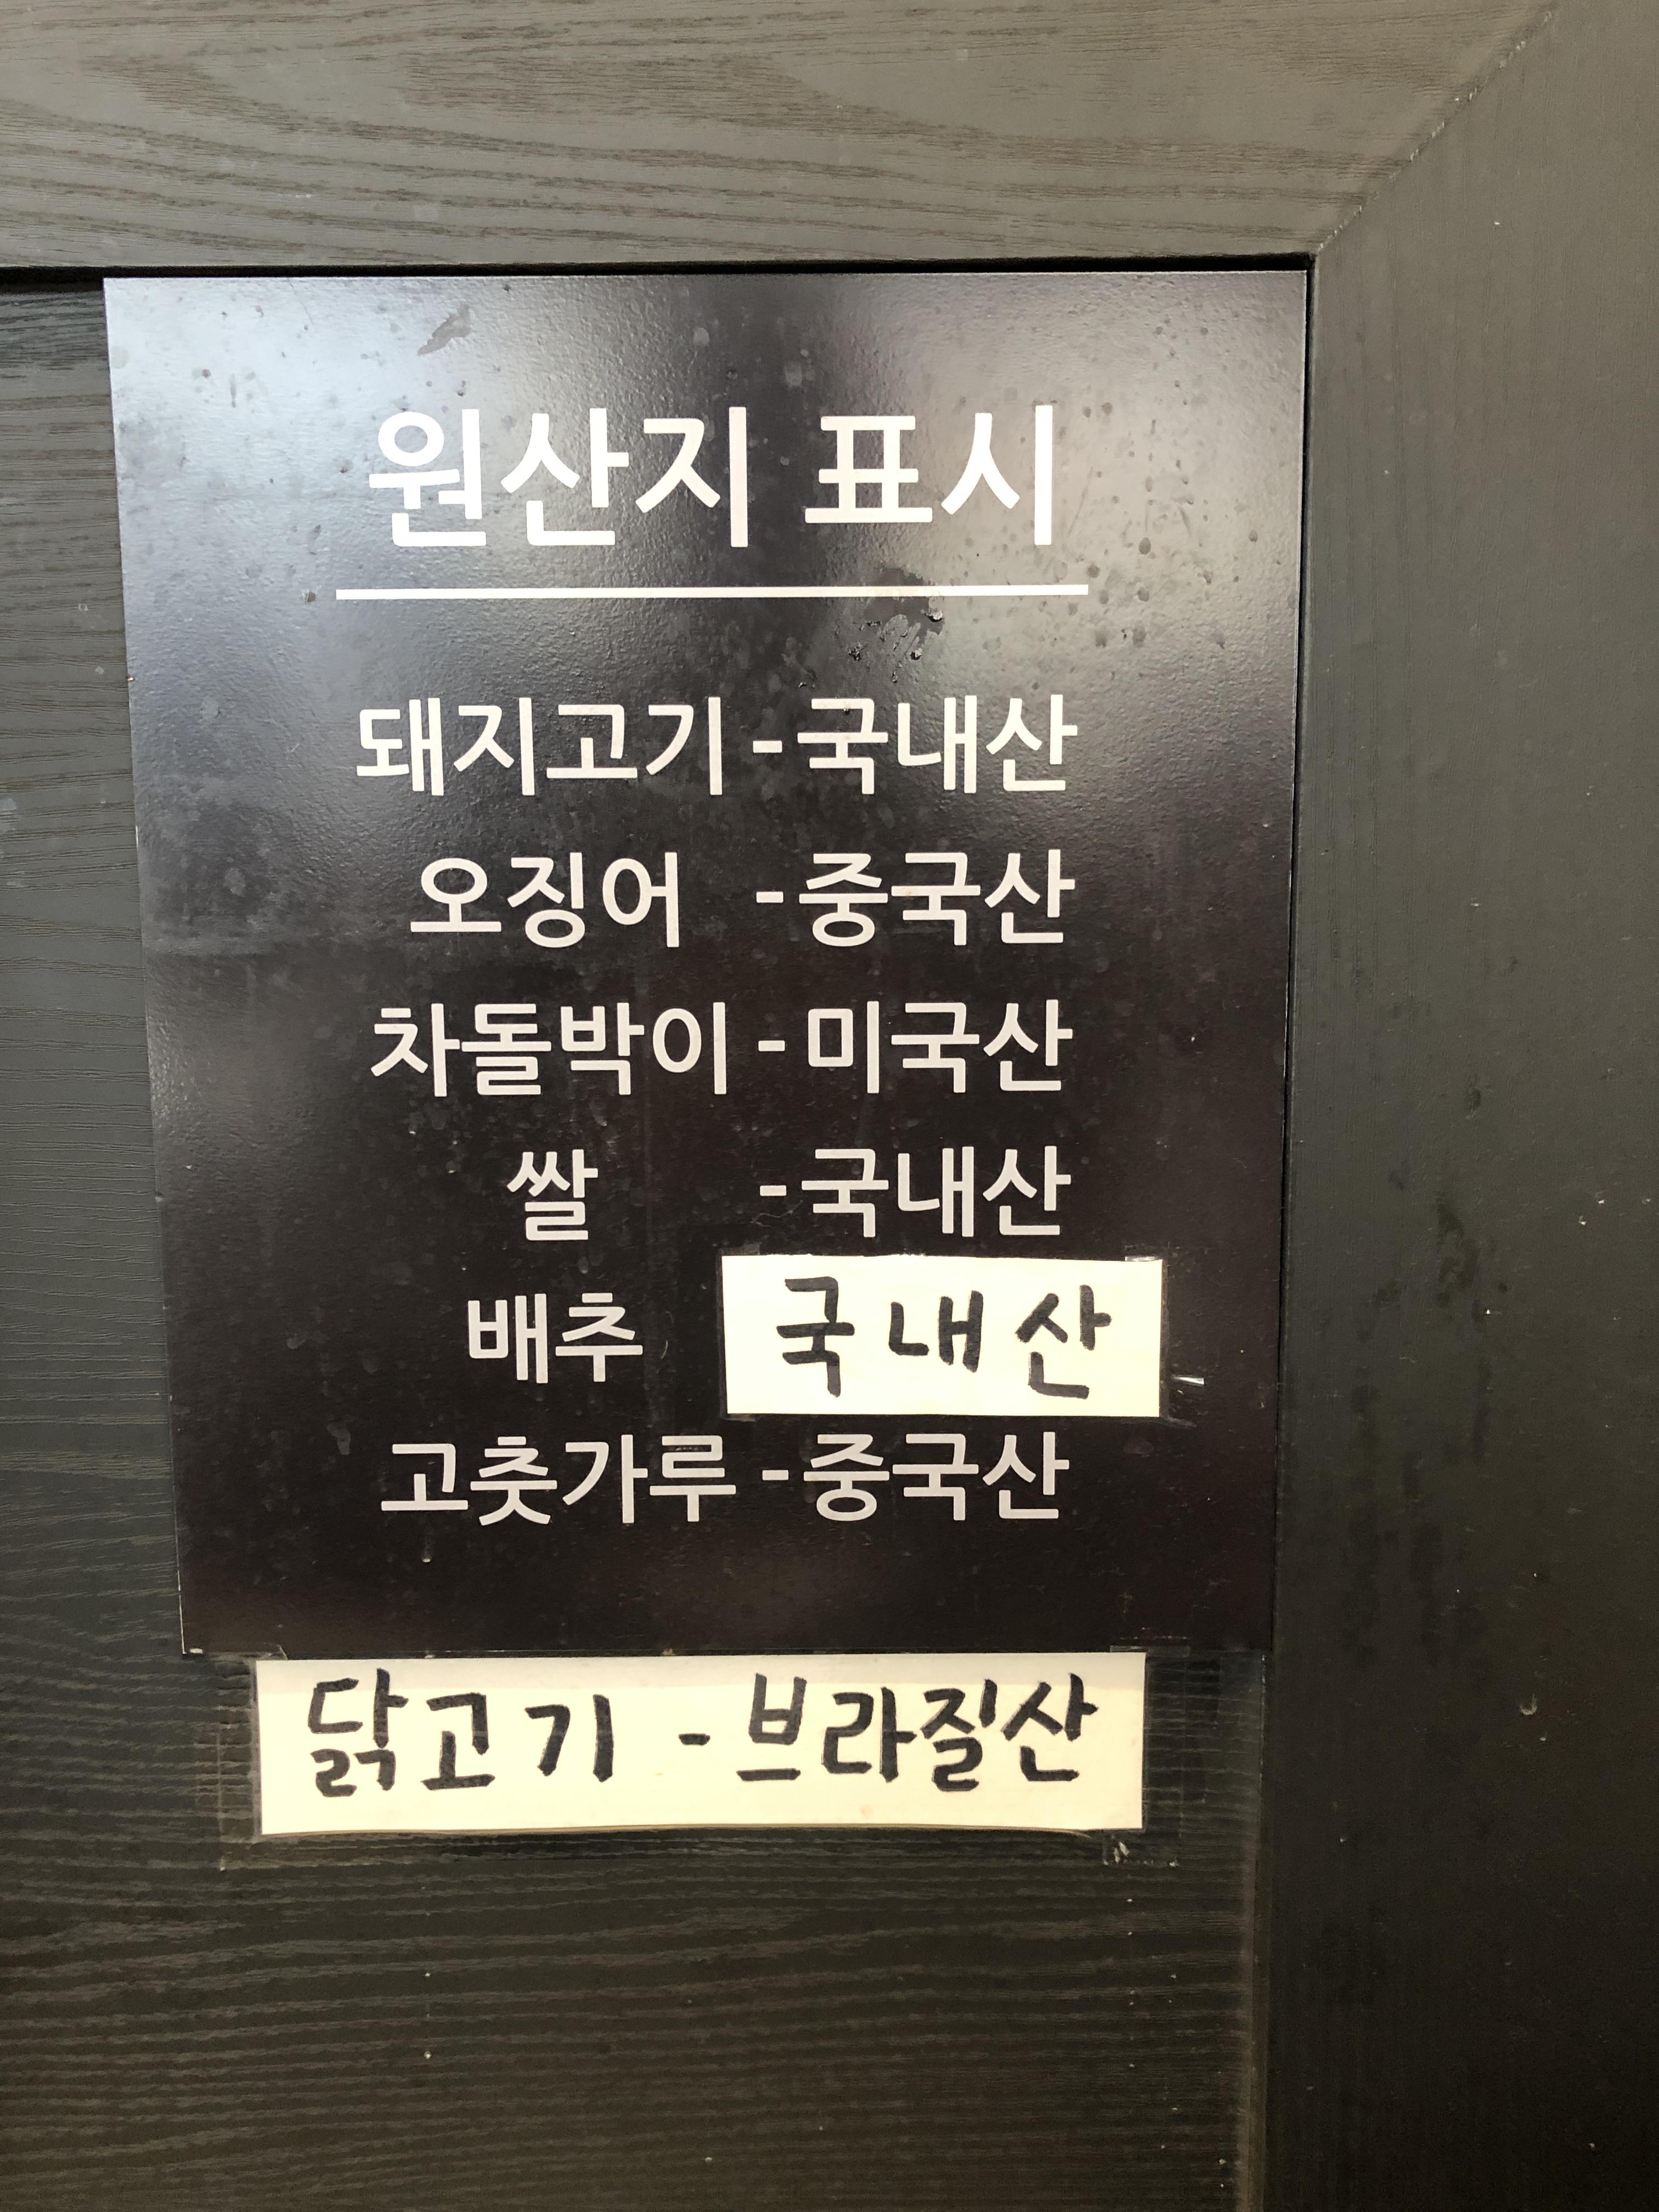 원산지 표시
돼지고기 - 국내산
오징어 - 중국산
차돌박이 - 미국산
쌀 - 국내산
배추 국내산
고춧가루 - 중국산
닭고기 - 브라질산